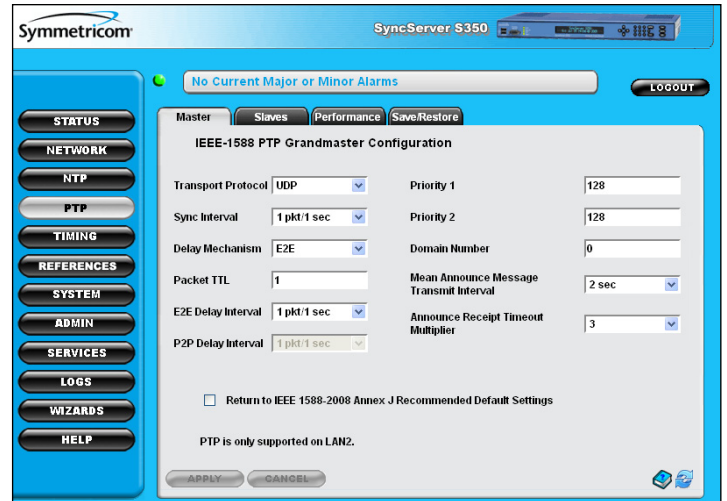 Symmetricom
SyncServer S350
No Current Major or Minor Alarms
LOGOUT
STATUS
NETWORK
NTP
PTP
TIMING
REFERENCES
SYSTEM
ADMIN
SERVICES
LOGS
WIZARDS
HELP
Master Slaves Performance Save/Restore
IEEE-1588 PTP Grandmaster Configuration
Transport Protocol UDP
Sync Interval 1 pkt/1 sec
Delay Mechanism E2E
Packet TTL 1
E2E Delay Interval 1 pkt/1 sec
P2P Delay Interval 1 pkt/1 sec
Priority 1 128
Priority 2 128
Domain Number 0
Mean Announce Message
Transmit Interval 2 sec
Announce Receipt Timeout
Multiplier 3
Return to IEEE 1588-2008 Annex J Recommended Default Settings
PTP is only supported on LAN2.
APPLY CANCEL